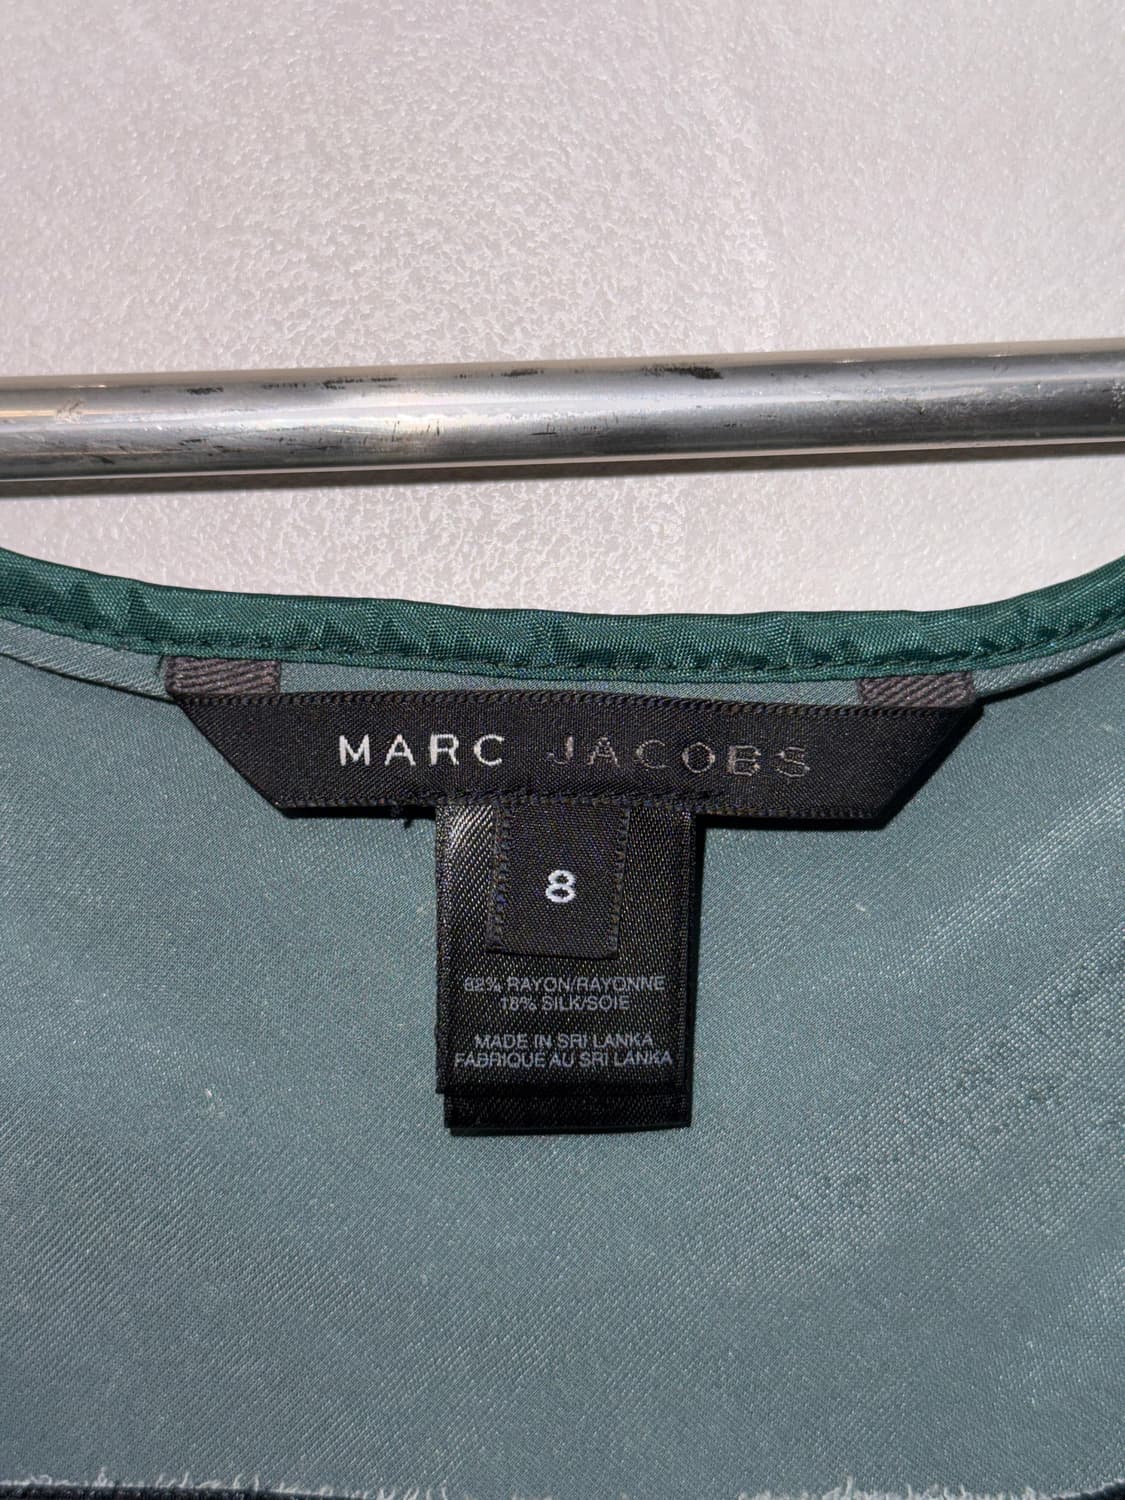 MARC JACOBS
8
82% RAYON/RAYONNE
18% SILK/SOIE
MADE IN SRI LANKA
FABRIQUE AU SRI LANKA